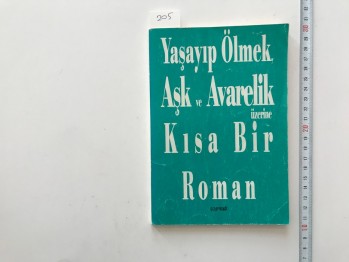 205
Yaşayıp Ölmek,
Aşk ve Avarelik
üzerine
Kısa Bir
Roman